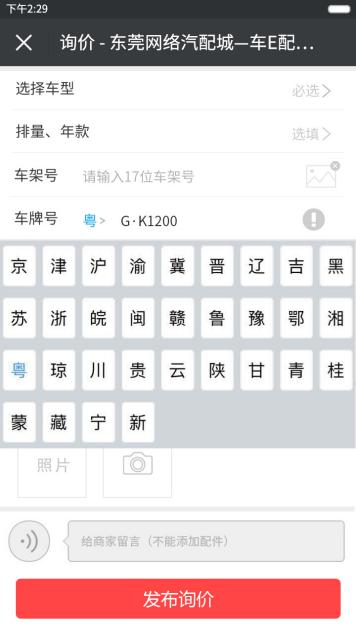 下午2:29
询价 - 东莞网络汽配城—车E配...
选择车型 必选
排量、年款 选填
车架号 请输入17位车架号
车牌号 粤> G·K1200
京 津 沪 渝 冀 晋 辽 吉 黑
苏 浙 皖 闽 赣 鲁 豫 鄂 湘
粤 琼 川 贵 云 陕 甘 青 桂
蒙 藏 宁 新
照片
给商家留言（不能添加配件）
发布询价